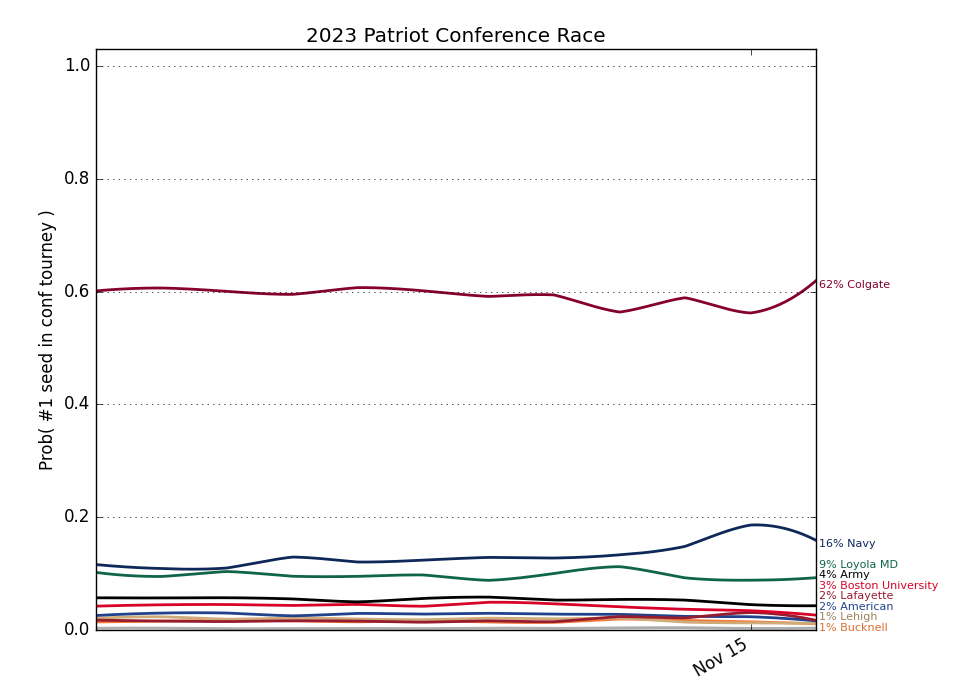 2023 Patriot Conference Race
1.0
0.8
0.6
0.4
0.2
0.0
Prob( #1 seed in conf tourney )
62% Colgate
16% Navy
9% Loyola MD
4% Army
3% Boston University
2% Lafayette
2% American
1% Lehigh
1% Bucknell
Nov 15